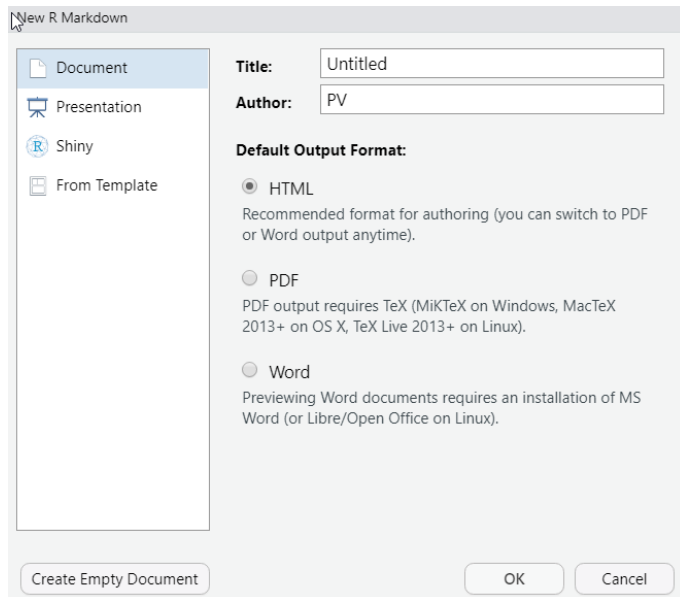 New R Markdown
Document
Presentation
R Shiny
From Template
Title: Untitled
Author: PV
Default Output Format:
HTML
Recommended format for authoring (you can switch to PDF
or Word output anytime).
PDF
PDF output requires TeX (MiKTeX on Windows, MacTeX
2013+ on OS X, TeX Live 2013+ on Linux).
Word
Previewing Word documents requires an installation of MS
Word (or Libre/Open Office on Linux).
Create Empty Document
OK
Cancel